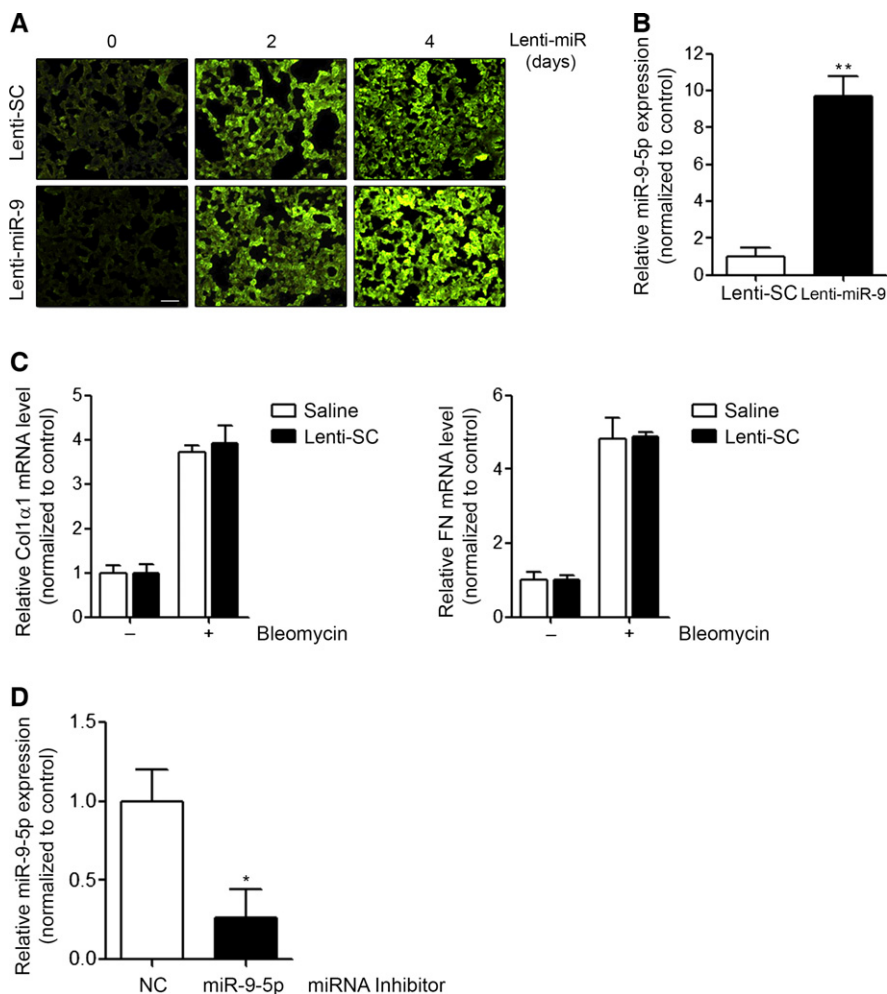 A
0 2 4 Lenti-miR
(days)
Lenti-SC
Lenti-miR-9
B
Relative miR-9-5p expression
(normalized to control)
12
10
8
6
4
2
0
**
Lenti-SC Lenti-miR-9
C
Relative Col1α1 mRNA level
(normalized to control)
5
4
3
2
1
0
Saline
Lenti-SC
– + Bleomycin
Relative FN mRNA level
(normalized to control)
6
4
2
0
Saline
Lenti-SC
– + Bleomycin
D
Relative miR-9-5p expression
(normalized to control)
1.5
1.0
0.5
0.0
*
NC miR-9-5p miRNA Inhibitor